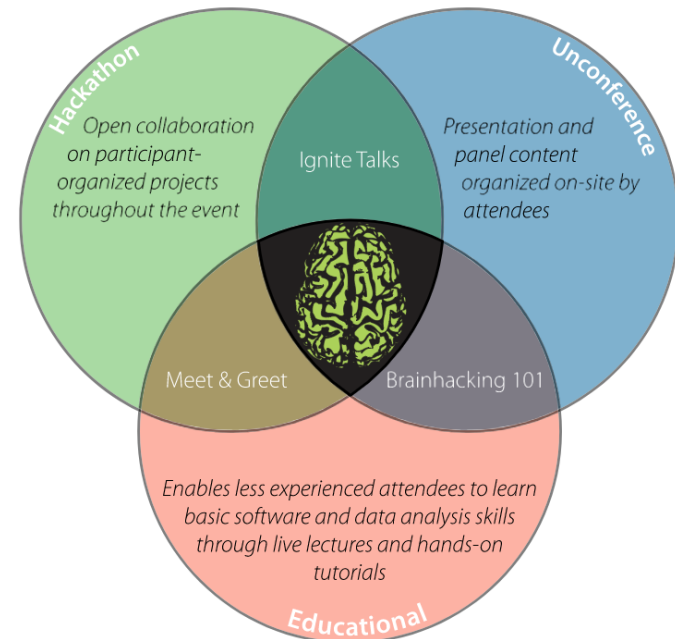 Hackathon
Unconference
Open collaboration
on participant-
organized projects
throughout the event
Ignite Talks
Presentation and
panel content
organized on-site by
attendees
Meet & Greet
Brainhacking 101
Enables less experienced attendees to learn
basic software and data analysis skills
through live lectures and hands-on
tutorials
Educational